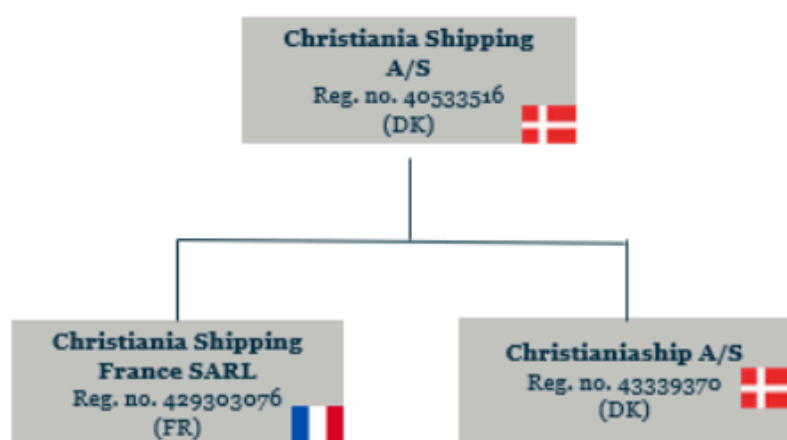 Christiania Shipping
A/S
Reg. no. 40533516
(DK)
Christiania Shipping
France SARL
Reg. no. 429303076
(FR)
Christianiaship A/S
Reg. no. 43339370
(DK)